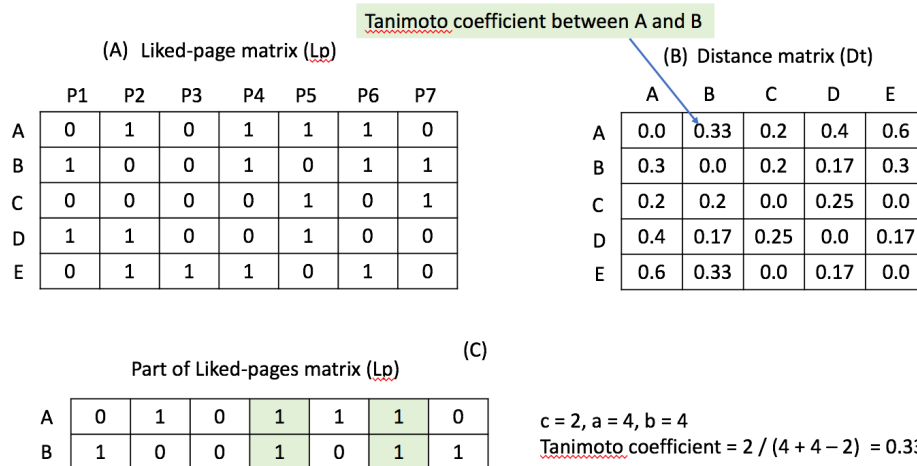 Tanimoto coefficient between A and B
(A) Liked-page matrix (Lp)
(B) Distance matrix (Dt)
P1 P2 P3 P4 P5 P6 P7
A 0 1 0 1 1 1 0
B 1 0 0 1 0 1 1
C 0 0 0 0 1 0 1
D 1 1 0 0 1 0 0
E 0 1 1 1 0 1 0
A B C D E
A 0.0 0.33 0.2 0.4 0.6
B 0.3 0.0 0.2 0.17 0.3
C 0.2 0.2 0.0 0.25 0.0
D 0.4 0.17 0.25 0.0 0.17
E 0.6 0.33 0.0 0.17 0.0
(C)
Part of Liked-pages matrix (Lp)
A 0 1 0 1 1 1 0
B 1 0 0 1 0 1 1
c = 2, a = 4, b = 4
Tanimoto coefficient = 2 / (4 + 4 – 2) = 0.33